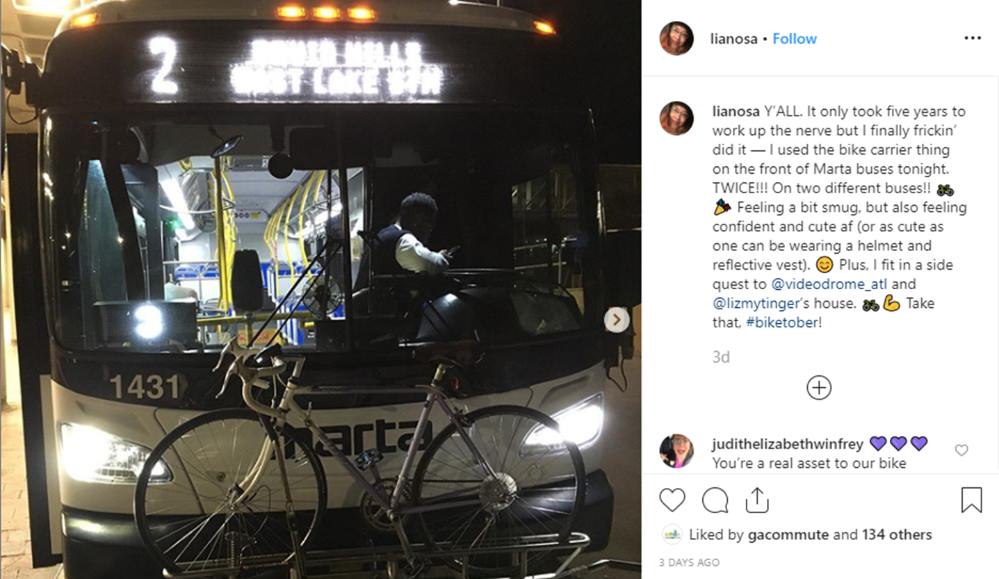 2
WEST LAKE STN
3
1431
marta
lianosa • Follow
lianosa Y’ALL. It only took five years to
work up the nerve but I finally frickin’
did it — I used the bike carrier thing
on the front of Marta buses tonight.
TWICE!!! On two different buses!! 🚲
🎉 Feeling a bit smug, but also feeling
confident and cute af (or as cute as
one can be wearing a helmet and
reflective vest). 😊 Plus, I fit in a side
quest to @videodrome_atl and
@lizmytinger’s house. 🚲💪 Take
that, #biketober!
3d
judithelizabethwinfrey 💜💜💜
You’re a real asset to our bike
Liked by gacommute and 134 others
3 DAYS AGO